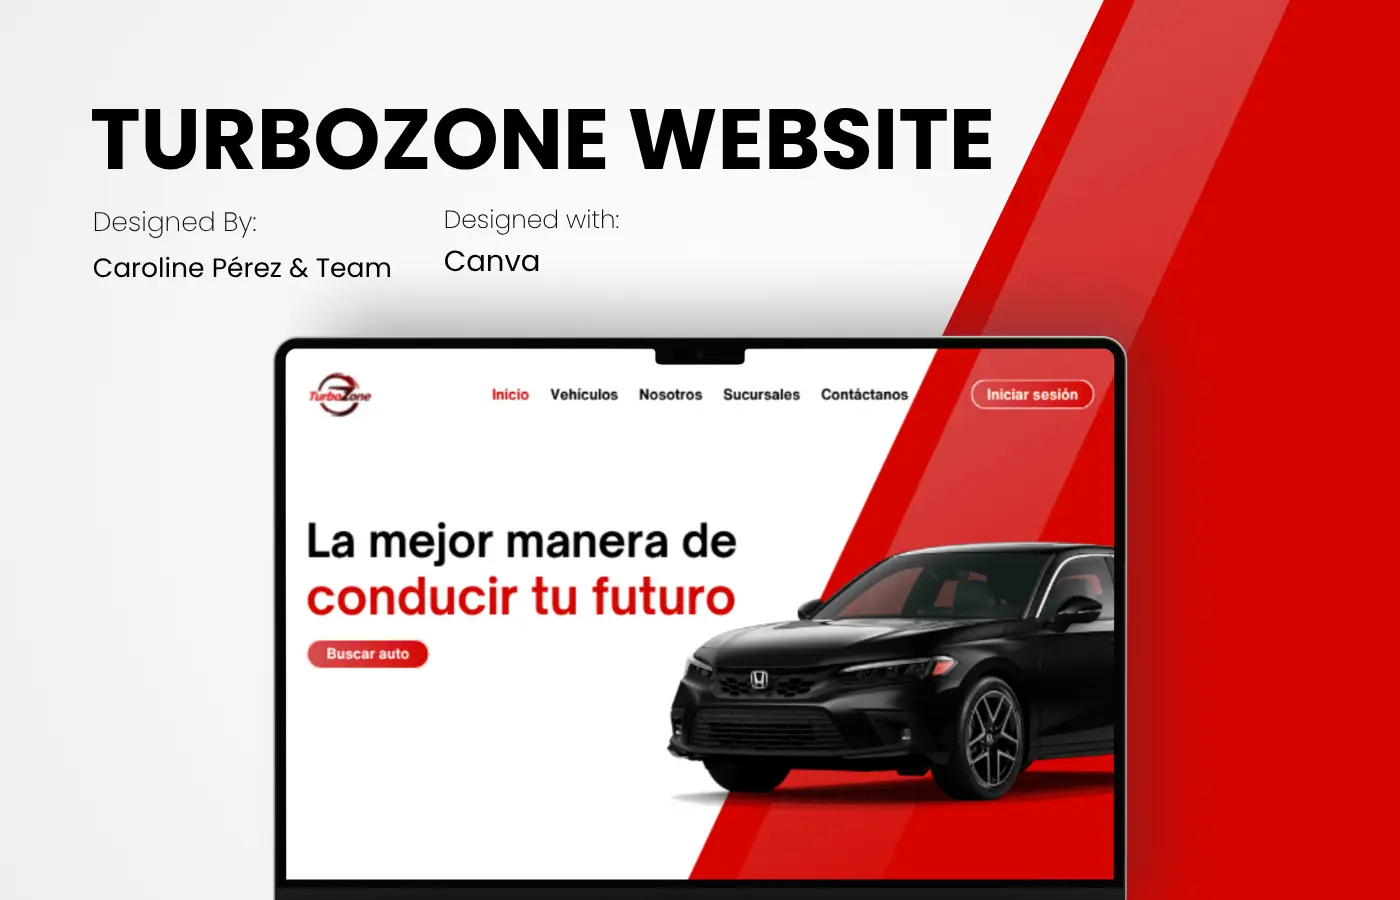 TURBOZONE WEBSITE
Designed By:
Caroline Pérez & Team
Designed with:
Canva
TurboZone
Inicio Vehículos Nosotros Sucursales Contáctanos Iniciar sesión
La mejor manera de
conducir tu futuro
Buscar auto